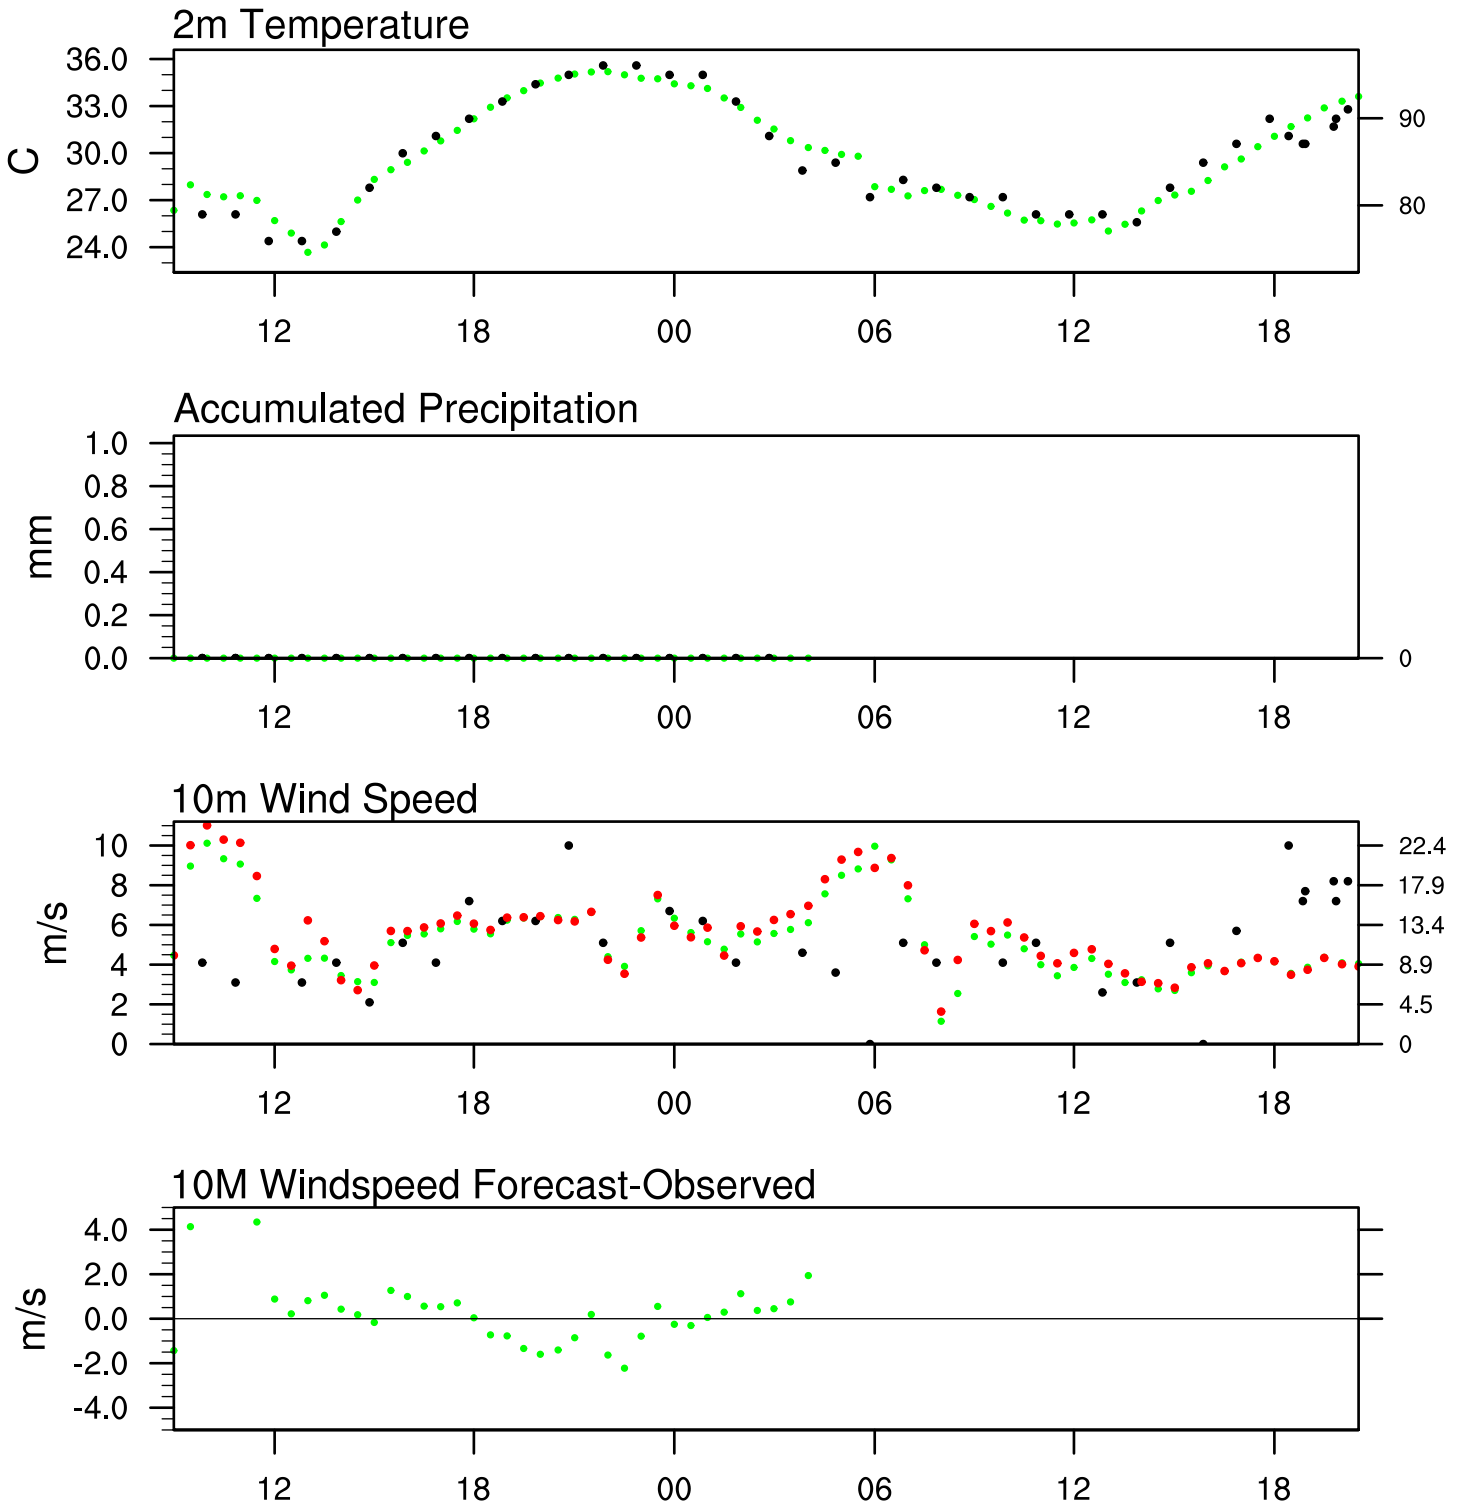 2m Temperature
36.0
33.0
30.0
27.0
24.0
C
90
80
12 18 00 06 12 18
Accumulated Precipitation
1.0
0.8
0.6
0.4
0.2
0.0
mm
0
12 18 00 06 12 18
10m Wind Speed
10
8
6
4
2
0
m/s
22.4
17.9
13.4
8.9
4.5
0
12 18 00 06 12 18
10M Windspeed Forecast-Observed
4.0
2.0
0.0
-2.0
-4.0
m/s
12 18 00 06 12 18